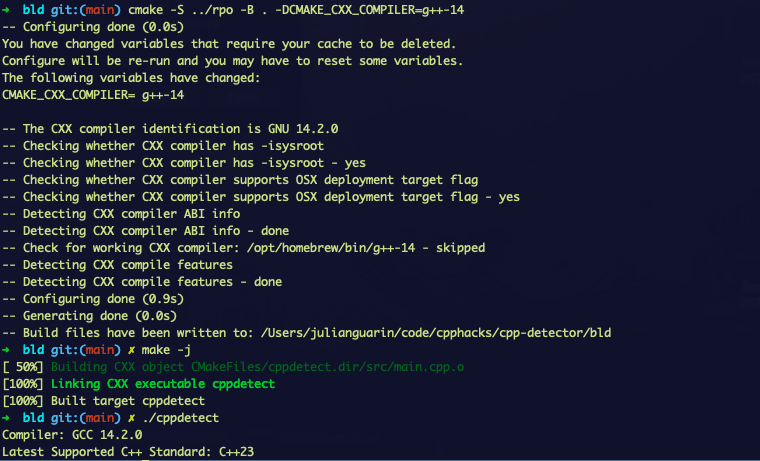 ➜  bld git:(main) cmake -S ../rpo -B . -DCMAKE_CXX_COMPILER=g++-14
-- Configuring done (0.0s)
You have changed variables that require your cache to be deleted.
Configure will be re-run and you may have to reset some variables.
The following variables have changed:
CMAKE_CXX_COMPILER= g++-14

-- The CXX compiler identification is GNU 14.2.0
-- Checking whether CXX compiler has -isysroot
-- Checking whether CXX compiler has -isysroot - yes
-- Checking whether CXX compiler supports OSX deployment target flag
-- Checking whether CXX compiler supports OSX deployment target flag - yes
-- Detecting CXX compiler ABI info
-- Detecting CXX compiler ABI info - done
-- Check for working CXX compiler: /opt/homebrew/bin/g++-14 - skipped
-- Detecting CXX compile features
-- Detecting CXX compile features - done
-- Configuring done (0.9s)
-- Generating done (0.0s)
-- Build files have been written to: /Users/julianguarin/code/cpphacks/cpp-detector/bld
➜  bld git:(main) ✗ make -j
[ 50%] Building CXX object CMakeFiles/cppdetect.dir/src/main.cpp.o
[100%] Linking CXX executable cppdetect
[100%] Built target cppdetect
➜  bld git:(main) ✗ ./cppdetect
Compiler: GCC 14.2.0
Latest Supported C++ Standard: C++23